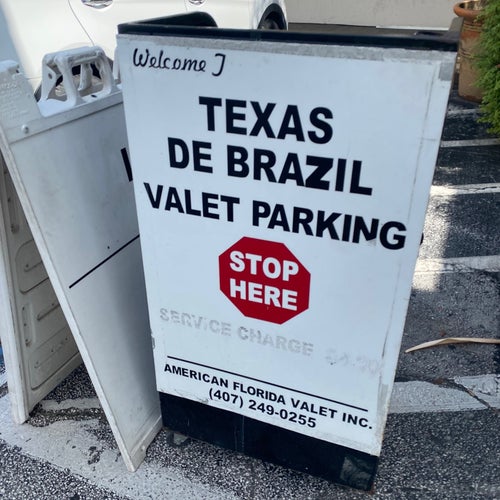 Welcome J
TEXAS
DE BRAZIL
VALET PARKING
STOP
HERE
SERVICE CHARGE
AMERICAN FLORIDA VALET INC.
(407) 249-0255